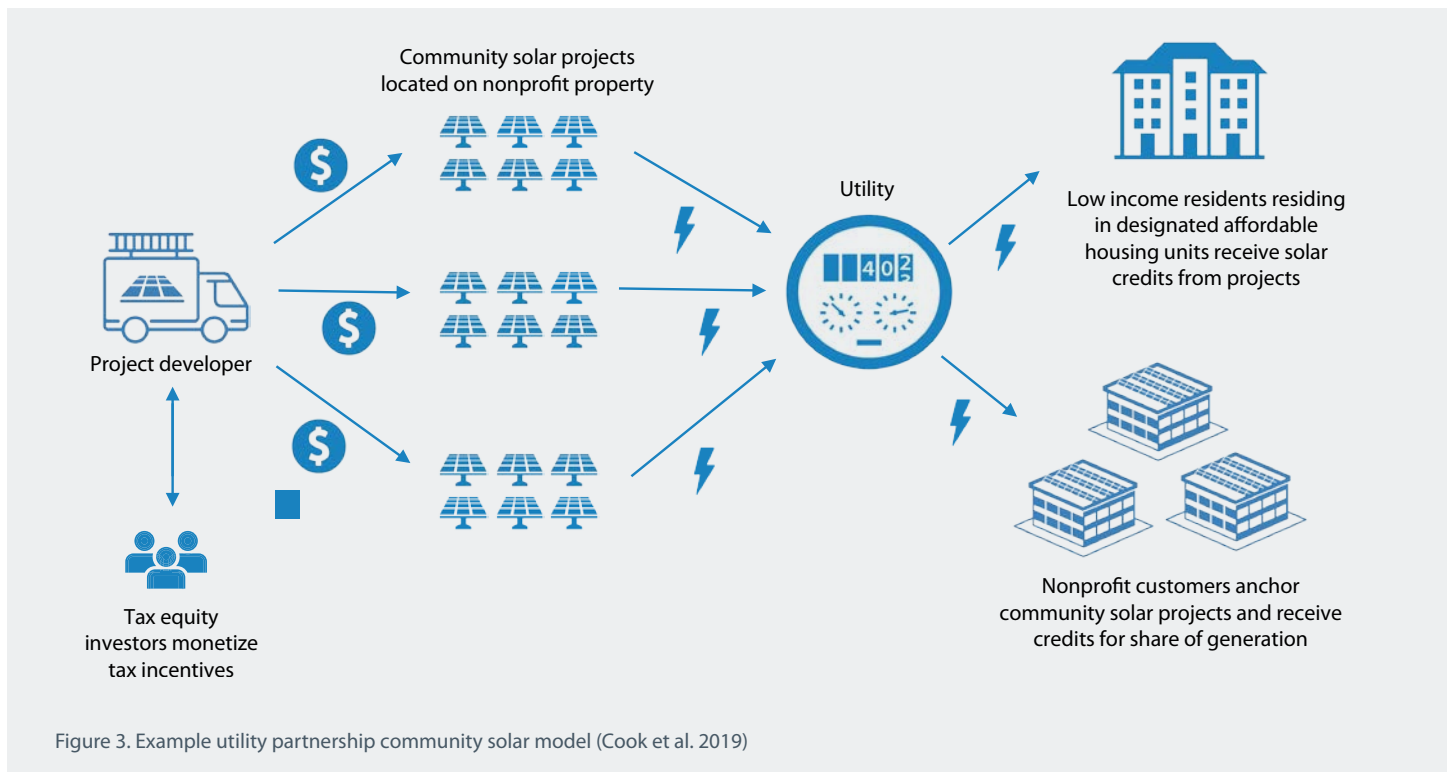 Community solar projects
located on nonprofit property
$
Utility
402
Low income residents residing
in designated affordable
housing units receive solar
credits from projects
$
Project developer
$
Tax equity
investors monetize
tax incentives
Nonprofit customers anchor
community solar projects and receive
credits for share of generation
Figure 3. Example utility partnership community solar model (Cook et al. 2019)